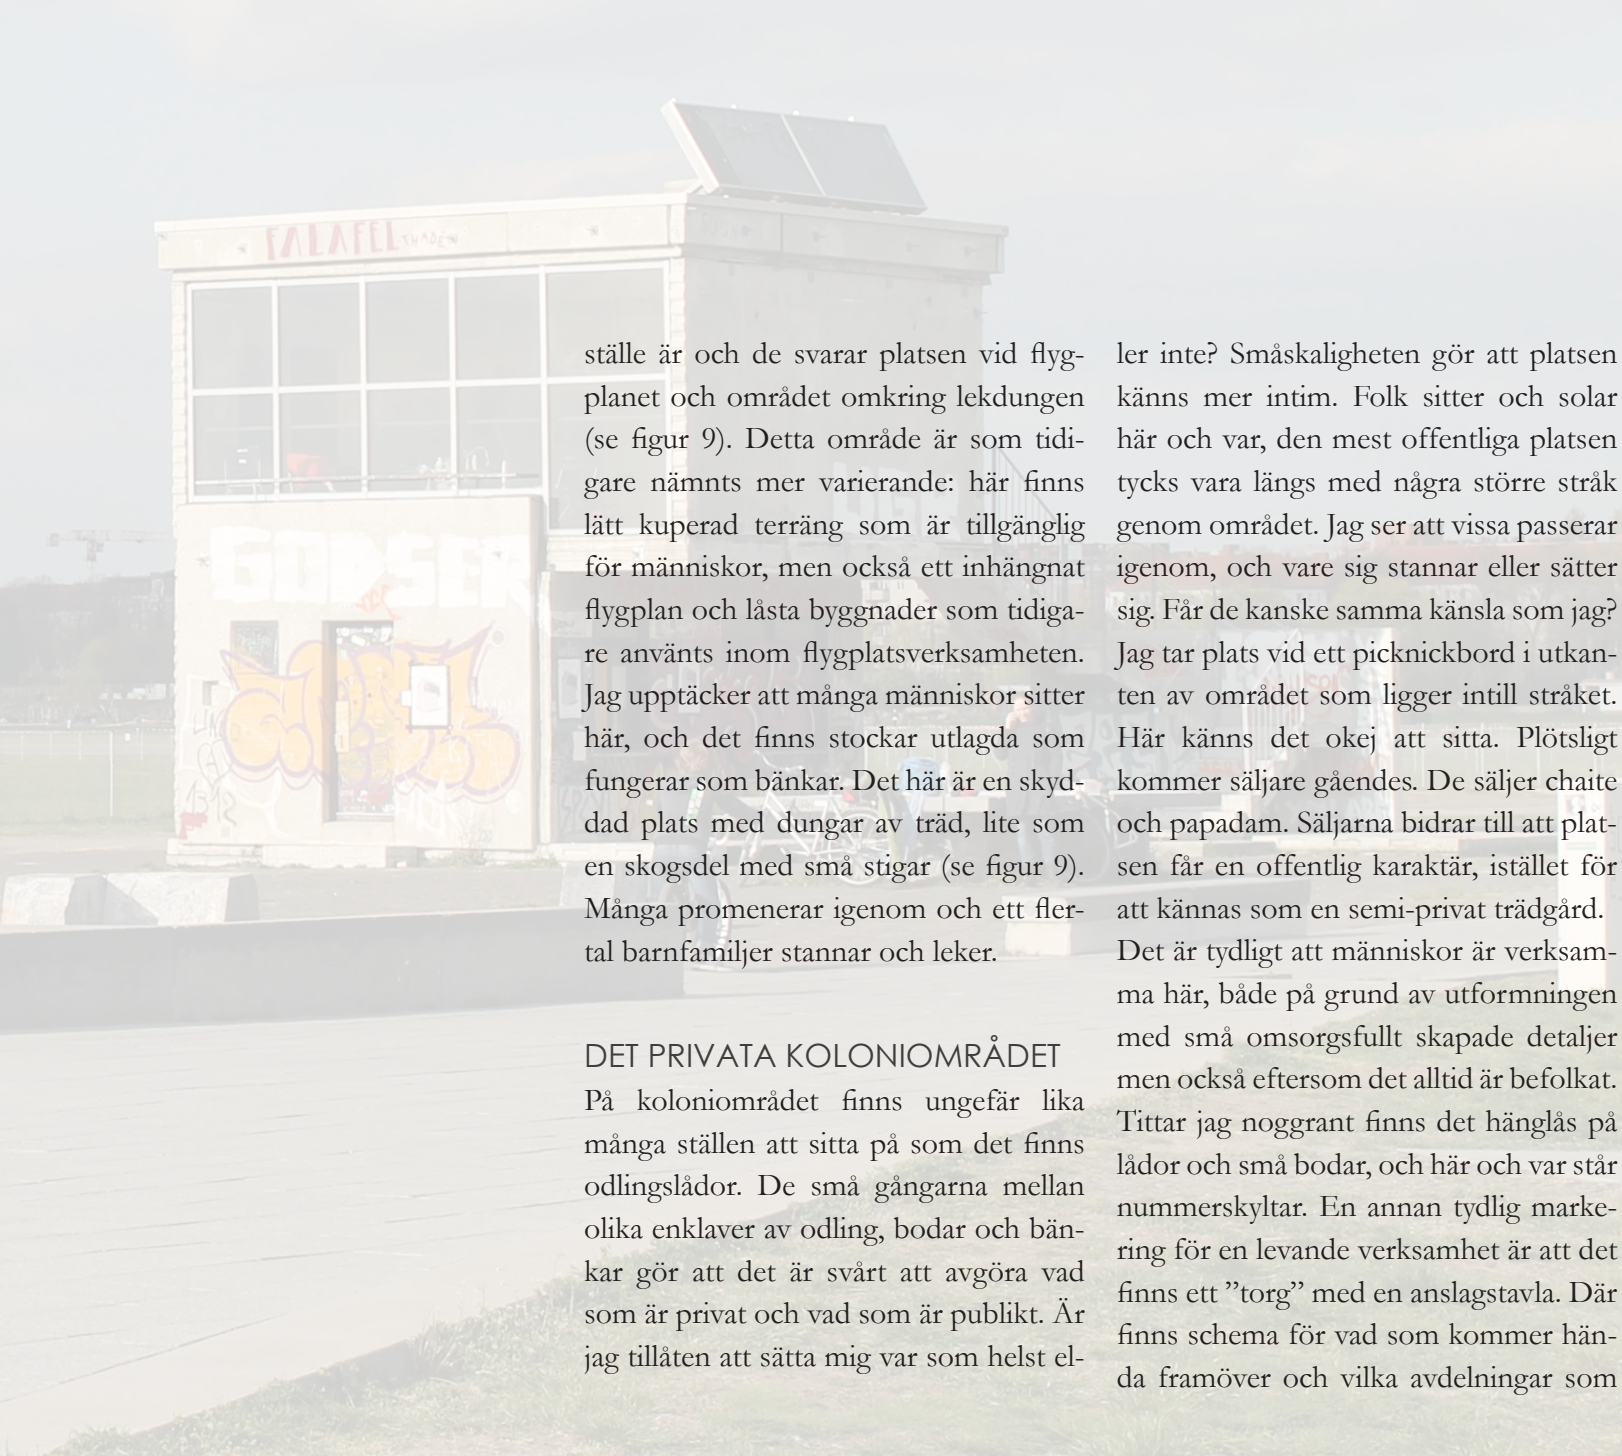 FALAFEL
GODSER
ställe är och de svarar platsen vid flyg-
planet och området omkring lekdungen
(se figur 9). Detta område är som tidi-
gare nämnts mer varierande: här finns
lätt kuperad terräng som är tillgänglig
för människor, men också ett inhängnat
flygplan och låsta byggnader som tidiga-
re använts inom flygplatsverksamheten.
Jag upptäcker att många människor sitter
här, och det finns stockar utlagda som
fungerar som bänkar. Det här är en skyd-
dad plats med dungar av träd, lite som
en skogsdel med små stigar (se figur 9).
Många promenerar igenom och ett fler-
tal barnfamiljer stannar och leker.
DET PRIVATA KOLONIOMRÅDET
På koloniområdet finns ungefär lika
många ställen att sitta på som det finns
odlingslådor. De små gångarna mellan
olika enklaver av odling, bodar och bän-
kar gör att det är svårt att avgöra vad
som är privat och vad som är publikt. Är
jag tillåten att sätta mig var som helst el-
ler inte? Småskaligheten gör att platsen
känns mer intim. Folk sitter och solar
här och var, den mest offentliga platsen
tycks vara längs med några större stråk
genom området. Jag ser att vissa passerar
igenom, och vare sig stannar eller sätter
sig. Får de kanske samma känsla som jag?
Jag tar plats vid ett picknickbord i utkan-
ten av området som ligger intill stråket.
Här känns det okej att sitta. Plötsligt
kommer säljare gåendes. De säljer chaite
och papadam. Säljarna bidrar till att plat-
sen får en offentlig karaktär, istället för
att kännas som en semi-privat trädgård.
Det är tydligt att människor är verksam-
ma här, både på grund av utformningen
med små omsorgsfullt skapade detaljer
men också eftersom det alltid är befolkat.
Tittar jag noggrant finns det hänglås på
lådor och små bodar, och här och var står
nummerskyltar. En annan tydlig marke-
ring för en levande verksamhet är att det
finns ett ”torg” med en anslagstavla. Där
finns schema för vad som kommer hän-
da framöver och vilka avdelningar som